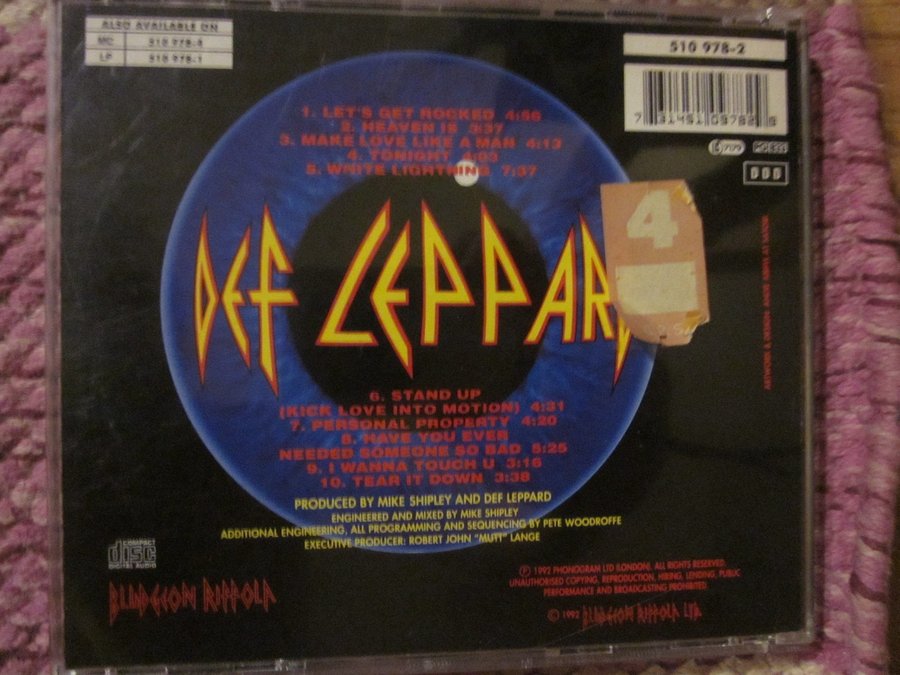 ALSO AVAILABLE ON
MC 510 978-4
LP 510 978-1
510 978-2
7 31451 09782 9
1. LET'S GET ROCKED 4:56
2. HEAVEN IS 3:37
3. MAKE LOVE LIKE A MAN 4:13
4. TONIGHT 4:03
5. WHITE LIGHTNING 7:37
DDD
4
DEF LEPPARD
6. STAND UP
(KICK LOVE INTO MOTION) 4:31
7. PERSONAL PROPERTY 4:20
8. HAVE YOU EVER
NEEDED SOMEONE SO BAD 5:25
9. I WANNA TOUCH U 3:16
10. TEAR IT DOWN 3:38
PRODUCED BY MIKE SHIPLEY AND DEF LEPPARD
ENGINEERED AND MIXED BY MIKE SHIPLEY
ADDITIONAL ENGINEERING, ALL PROGRAMMING AND SEQUENCING BY PETE WOODROFFE
EXECUTIVE PRODUCER: ROBERT JOHN "MUTT" LANGE
COMPACT
disc
DIGITAL AUDIO
BLUDGEON RIFFOLA
℗ 1992 PHONOGRAM LTD (LONDON). ALL RIGHTS RESERVED.
UNAUTHORISED COPYING, REPRODUCTION, HIRING, LENDING, PUBLIC
PERFORMANCE AND BROADCASTING PROHIBITED
© 1992 BLUDGEON RIFFOLA LTD.